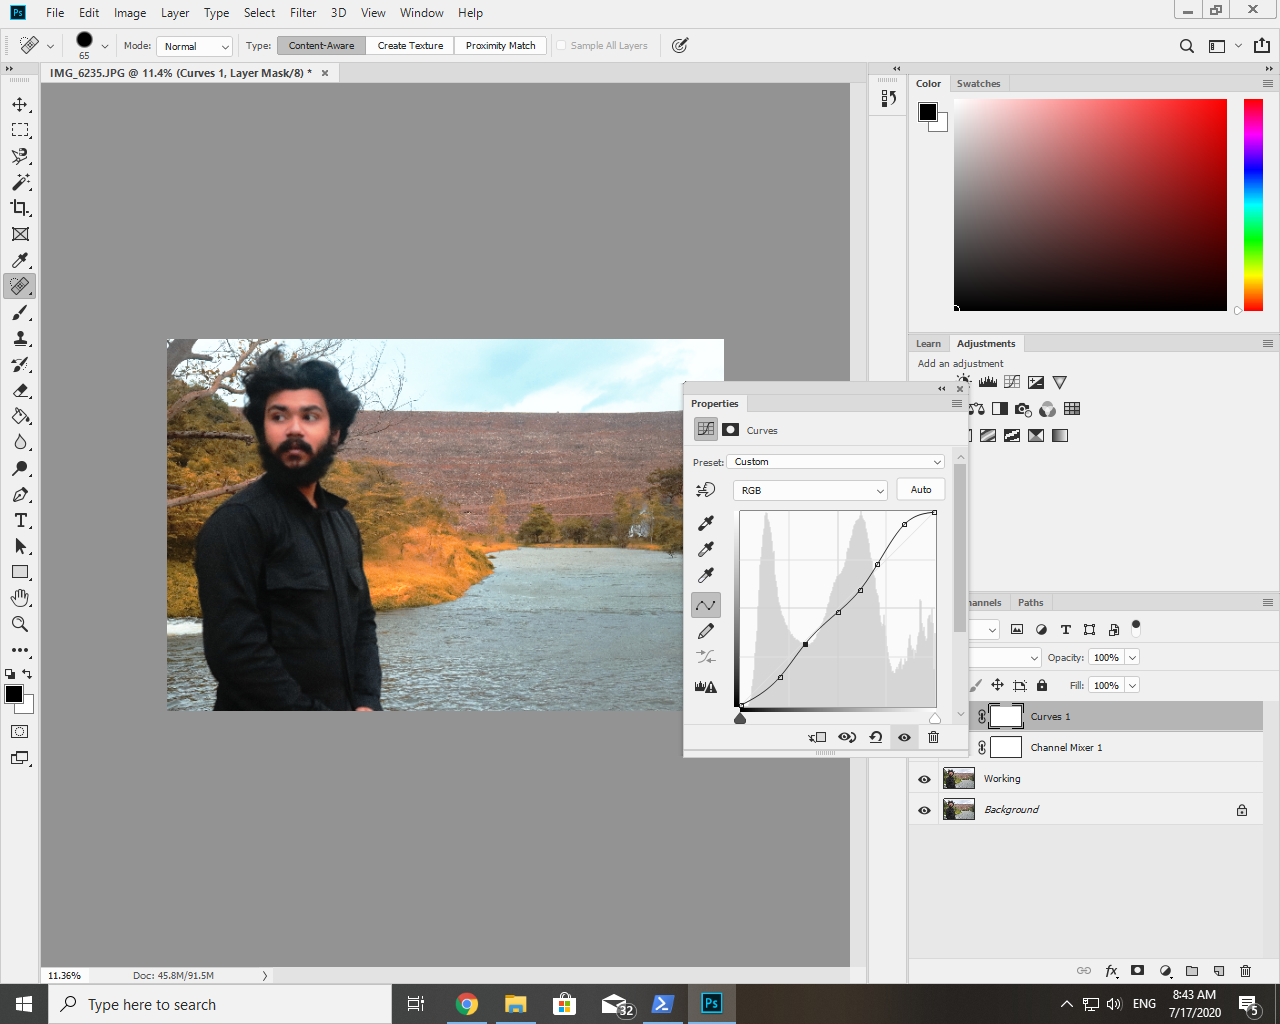 Ps File Edit Image Layer Type Select Filter 3D View Window Help
65 Mode: Normal Type: Content-Aware Create Texture Proximity Match Sample All Layers
IMG_6235.JPG @ 11.4% (Curves 1, Layer Mask/8) *
Color Swatches
Learn Adjustments
Add an adjustment
Properties
Curves
Preset: Custom
RGB Auto
annels Paths
Opacity: 100%
Fill: 100%
Curves 1
Channel Mixer 1
Working
Background
fx
11.36% Doc: 45.8M/91.5M
Type here to search
32
Ps
ENG
8:43 AM
7/17/2020
5